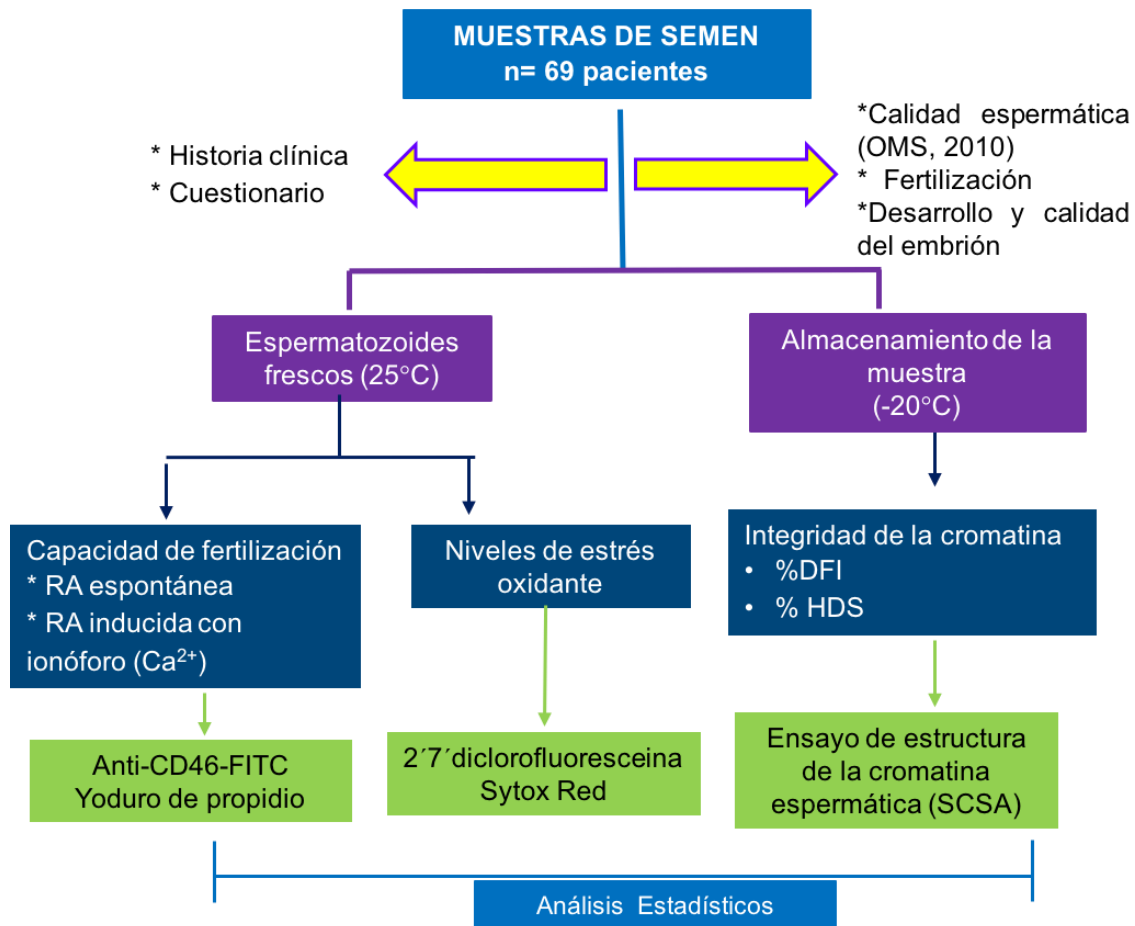 MUESTRAS DE SEMEN
n= 69 pacientes
* Historia clínica
* Cuestionario
*Calidad espermática
(OMS, 2010)
* Fertilización
*Desarrollo y calidad
del embrión
Espermatozoides
frescos (25°C)
Almacenamiento de la
muestra
(-20°C)
Capacidad de fertilización
* RA espontánea
* RA inducida con
ionóforo (Ca²⁺)
Niveles de estrés
oxidante
Integridad de la cromatina
• %DFI
• % HDS
Anti-CD46-FITC
Yoduro de propidio
2´7´diclorofluoresceina
Sytox Red
Ensayo de estructura
de la cromatina
espermática (SCSA)
Análisis Estadísticos